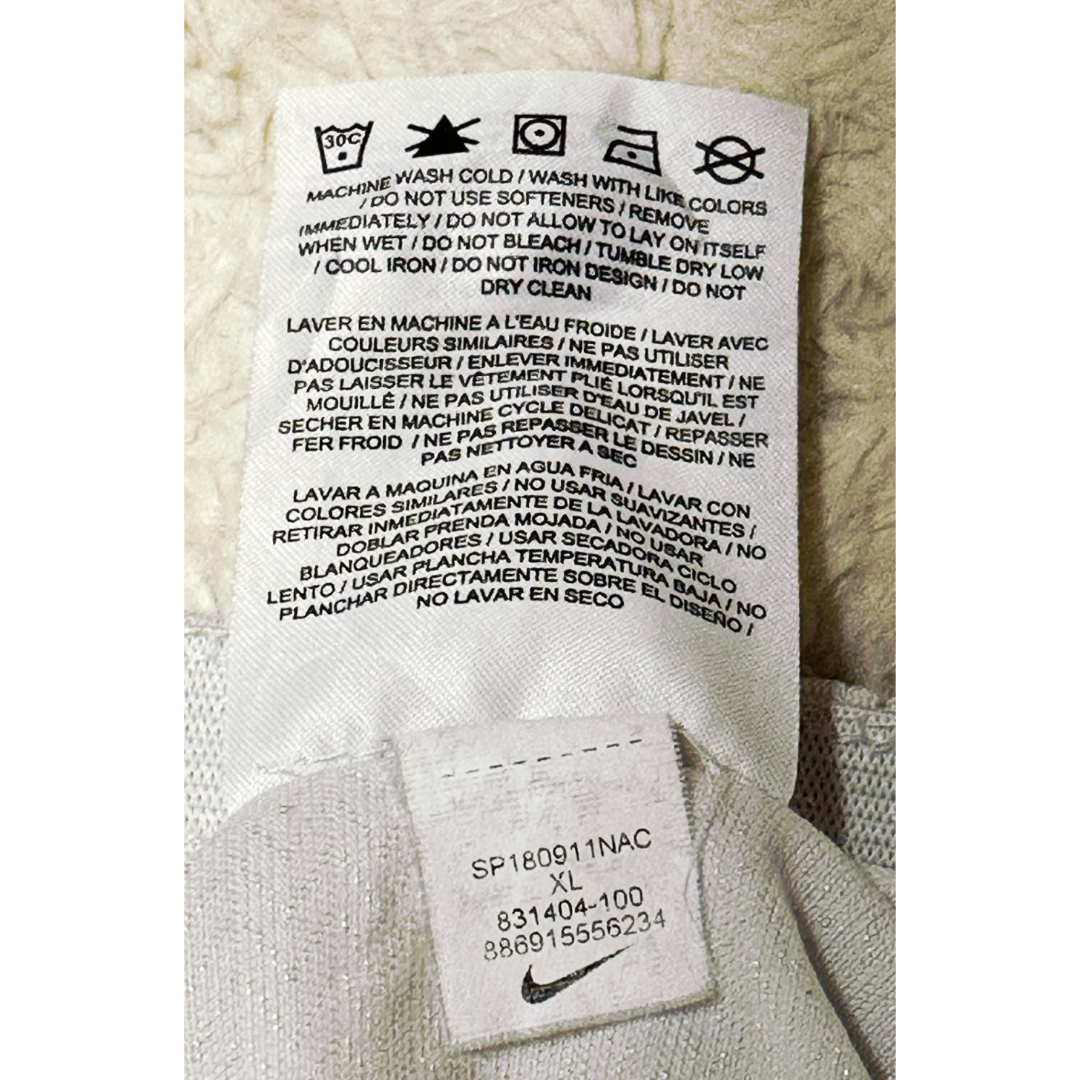 30C
MACHINE WASH COLD / WASH WITH LIKE COLORS
/ DO NOT USE SOFTENERS / REMOVE
IMMEDIATELY / DO NOT ALLOW TO LAY ON ITSELF
WHEN WET / DO NOT BLEACH / TUMBLE DRY LOW
/ COOL IRON / DO NOT IRON DESIGN / DO NOT
DRY CLEAN
LAVER EN MACHINE A L'EAU FROIDE / LAVER AVEC
COULEURS SIMILAIRES / NE PAS UTILISER
D'ADOUCISSEUR / ENLEVER IMMEDIATEMENT / NE
PAS LAISSER LE VÊTEMENT PLIÉ LORSQU'IL EST
MOUILLÉ / NE PAS UTILISER D'EAU DE JAVEL /
SECHER EN MACHINE CYCLE DELICAT / REPASSER
FER FROID / NE PAS REPASSER LE DESSIN / NE
PAS NETTOYER A SEC
LAVAR A MAQUINA EN AGUA FRIA / LAVAR CON
COLORES SIMILARES / NO USAR SUAVIZANTES /
RETIRAR INMEDIATAMENTE DE LA LAVADORA / NO
DOBLAR PRENDA MOJADA / NO USAR
BLANQUEADORES / USAR SECADORA CICLO
LENTO / USAR PLANCHA TEMPERATURA BAJA / NO
PLANCHAR DIRECTAMENTE SOBRE EL DISEÑO /
NO LAVAR EN SECO
SP180911NAC
XL
831404-100
886915556234